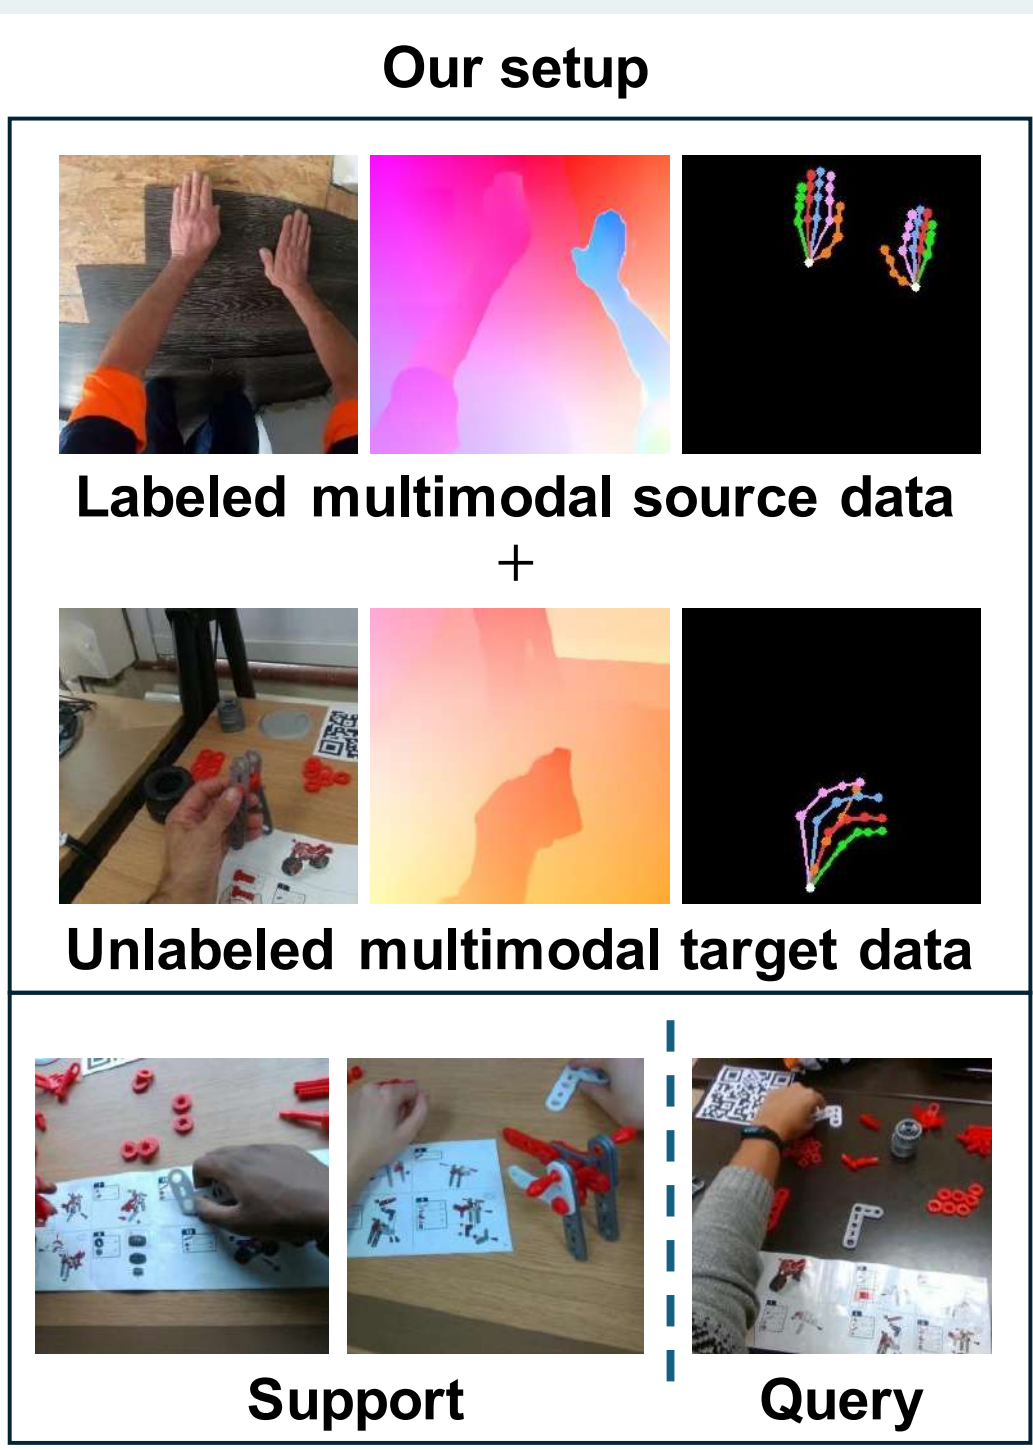 Our setup
Labeled multimodal source data
+
Unlabeled multimodal target data
Support
Query